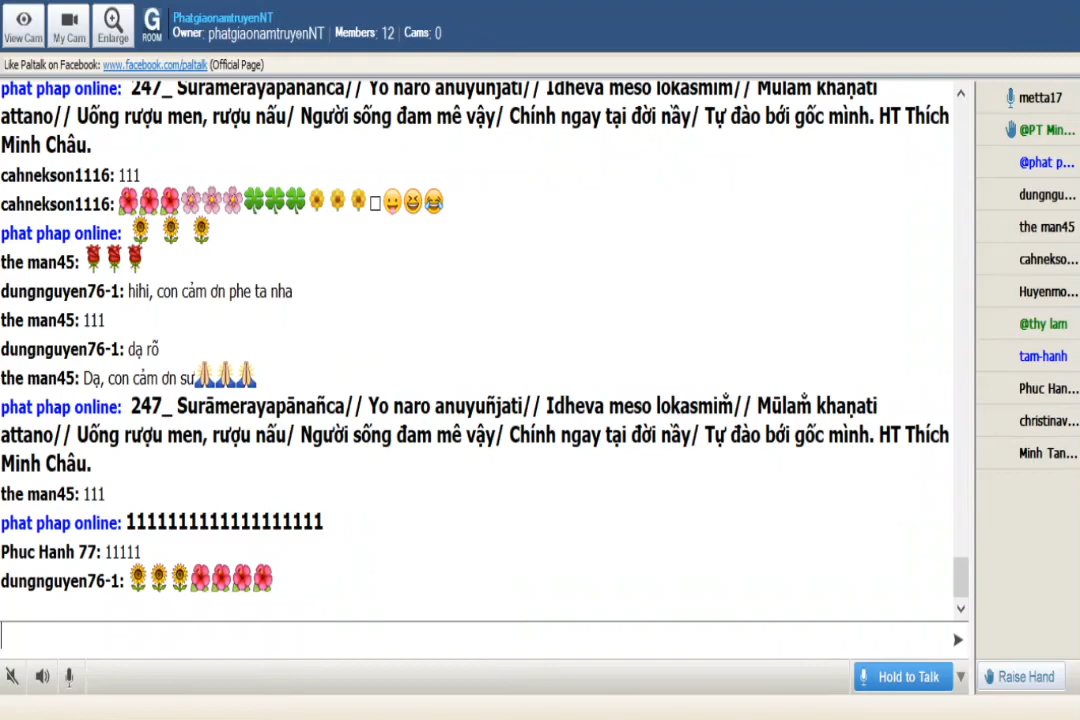 PhatgiaonamtruyenNT
View Cam
My Cam
Enlarge
G
ROOM
Owner: phatgiaonamtruyenNT | Members: 12 | Cams: 0
Like Paltalk on Facebook: www.facebook.com/paltalk (Official Page)
phat phap online: 247_ Surāmerayapānañca// Yo naro anuyuñjati// Idheva meso lokasmiṁ// Mūlaṁ khaṇati
attano// Uống rượu men, rượu nấu/ Người sống đam mê vậy/ Chính ngay tại đời nầy/ Tự đào bới gốc mình. HT Thích
Minh Châu.
cahnekson1116: 111
cahnekson1116: 🌺🌺🌺🌸🌸🌸🍀🍀🍀🌼🌼🌼□😛😆😂
phat phap online: 🌻 🌻 🌻
the man45: 🌹🌹🌹
dungnguyen76-1: hihi, con cảm ơn phe ta nha
the man45: 111
dungnguyen76-1: dạ rõ
the man45: Dạ, con cảm ơn sư🙏🙏🙏
phat phap online: 247_ Surāmerayapānañca// Yo naro anuyuñjati// Idheva meso lokasmiṁ// Mūlaṁ khaṇati
attano// Uống rượu men, rượu nấu/ Người sống đam mê vậy/ Chính ngay tại đời nầy/ Tự đào bới gốc mình. HT Thích
Minh Châu.
the man45: 111
phat phap online: 1111111111111111111
Phuc Hanh 77: 11111
dungnguyen76-1: 🌻🌻🌻🌺🌺🌺🌺
metta17
@PT Min...
@phat p...
dungngu...
the man45
cahnekso...
Huyenmo...
@thy lam
tam-hanh
Phuc Han...
christinav...
Minh Tan...
Hold to Talk
Raise Hand